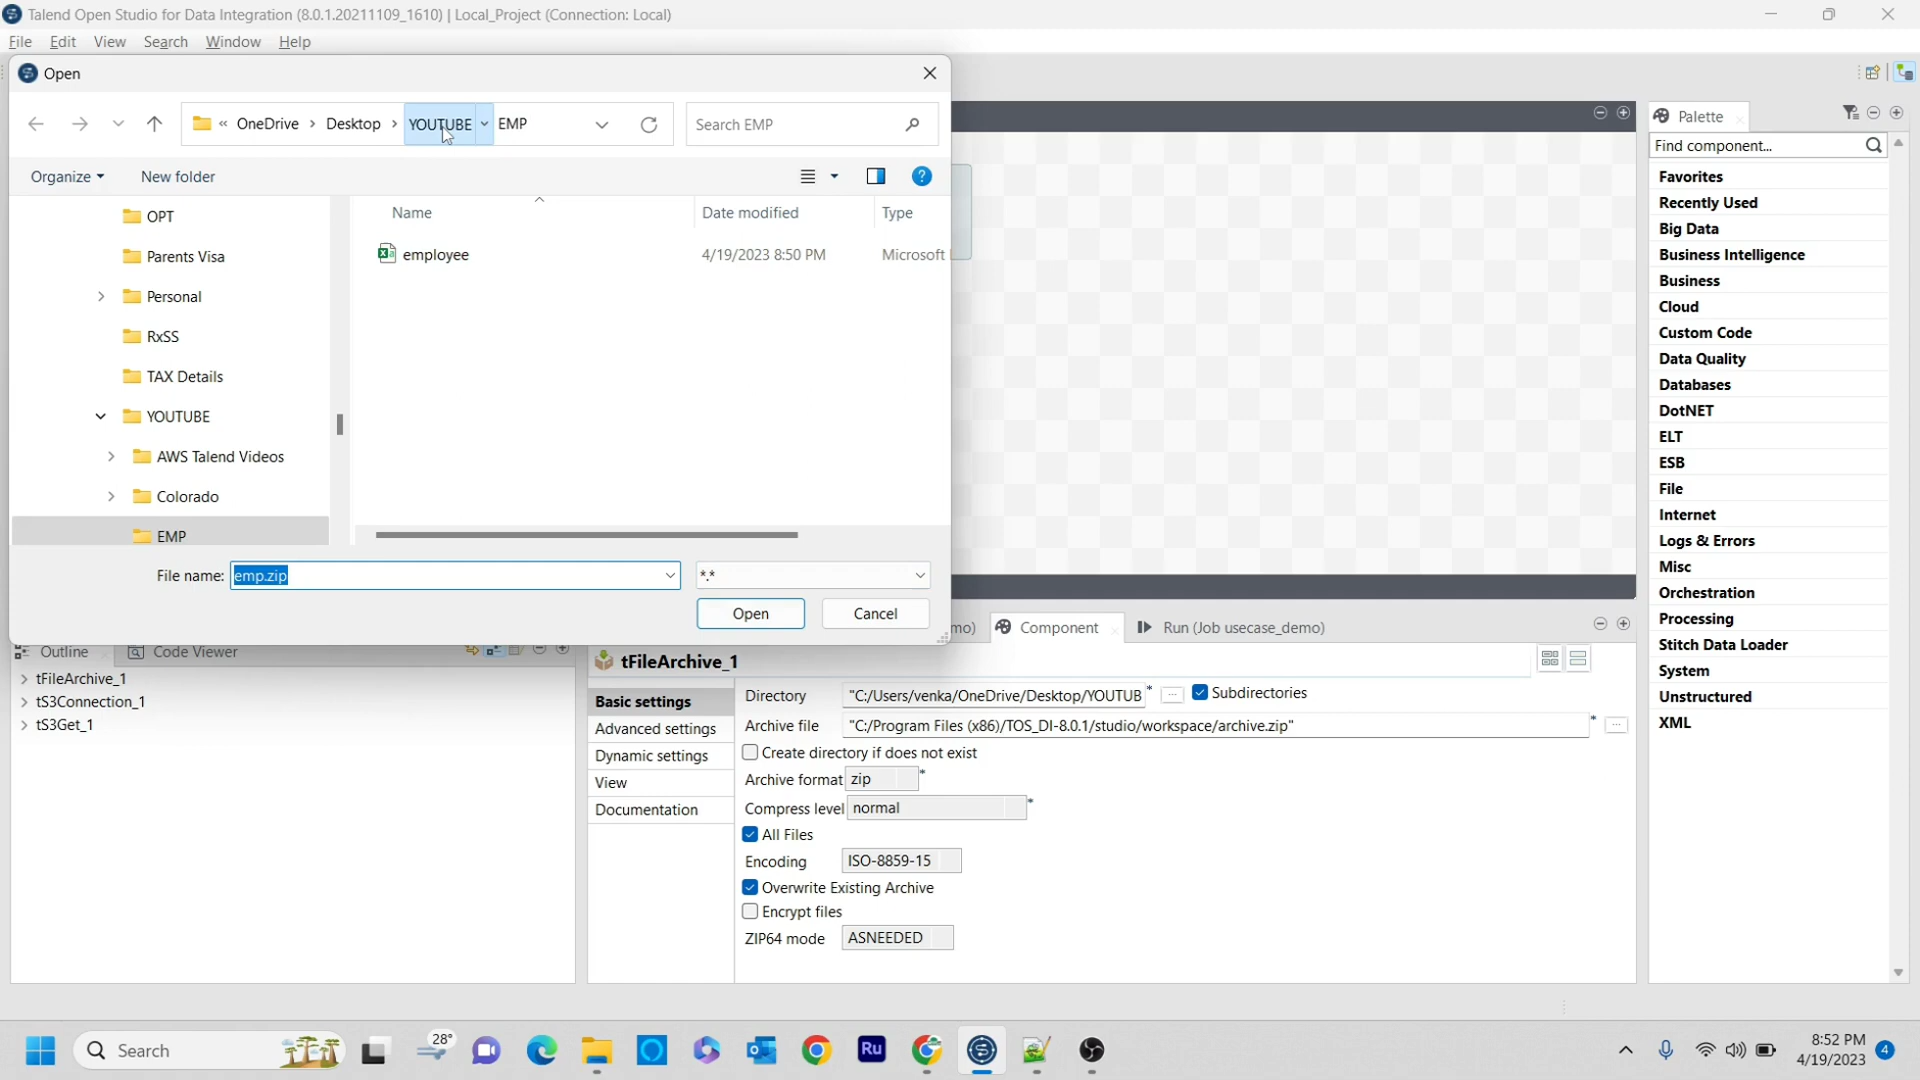 Talend Open Studio for Data Integration (8.0.1.20211109_1610) | Local_Project (Connection: Local)
File Edit View Search Window Help
Open
« OneDrive › Desktop › YOUTUBE EMP
Search EMP
Organize
New folder
OPT
Parents Visa
Personal
RxSS
TAX Details
YOUTUBE
AWS Talend Videos
Colorado
EMP
Name Date modified Type
employee 4/19/2023 8:50 PM Microsoft
File name: emp.zip
*.*
Open Cancel
Palette
Find component...
Favorites
Recently Used
Big Data
Business Intelligence
Business
Cloud
Custom Code
Data Quality
Databases
DotNET
ELT
ESB
File
Internet
Logs & Errors
Misc
Orchestration
Processing
Stitch Data Loader
System
Unstructured
XML
Outline Code Viewer
tFileArchive_1
tS3Connection_1
tS3Get_1
mo) Component Run (Job usecase_demo)
tFileArchive_1
Basic settings
Advanced settings
Dynamic settings
View
Documentation
Directory "C:/Users/venka/OneDrive/Desktop/YOUTUB * ... Subdirectories
Archive file "C:/Program Files (x86)/TOS_DI-8.0.1/studio/workspace/archive.zip" * ...
Create directory if does not exist
Archive format zip *
Compress level normal *
All Files
Encoding ISO-8859-15
Overwrite Existing Archive
Encrypt files
ZIP64 mode ASNEEDED
Search
28°
Ru
8:52 PM
4/19/2023
4